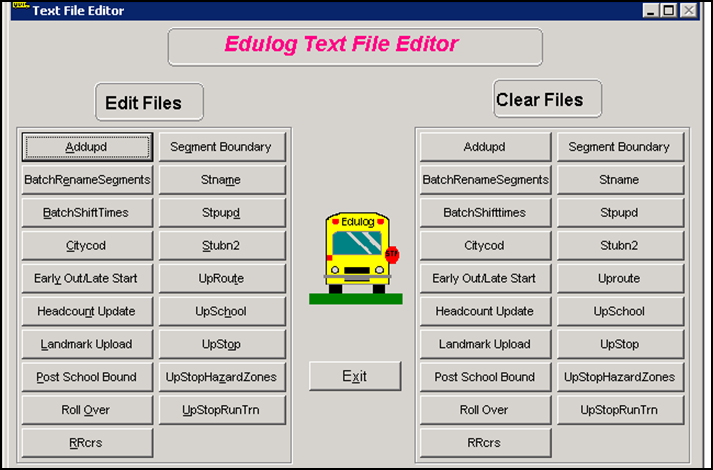 Text File Editor
Edulog Text File Editor
Edit Files
Clear Files
Addupd Segment Boundary
BatchRenameSegments Stname
BatchShiftTimes Stpupd
Citycod Stubn2
Early Out/Late Start UpRoute
Headcount Update UpSchool
Landmark Upload UpStop
Post School Bound UpStopHazardZones
Roll Over UpStopRunTrn
RRcrs
Edulog
Exit
Addupd Segment Boundary
BatchRenameSegments Stname
BatchShifttimes Stpupd
Citycod Stubn2
Early Out/Late Start Uproute
Headcount Update UpSchool
Landmark Upload UpStop
Post School Bound UpStopHazardZones
Roll Over UpStopRunTrn
RRcrs